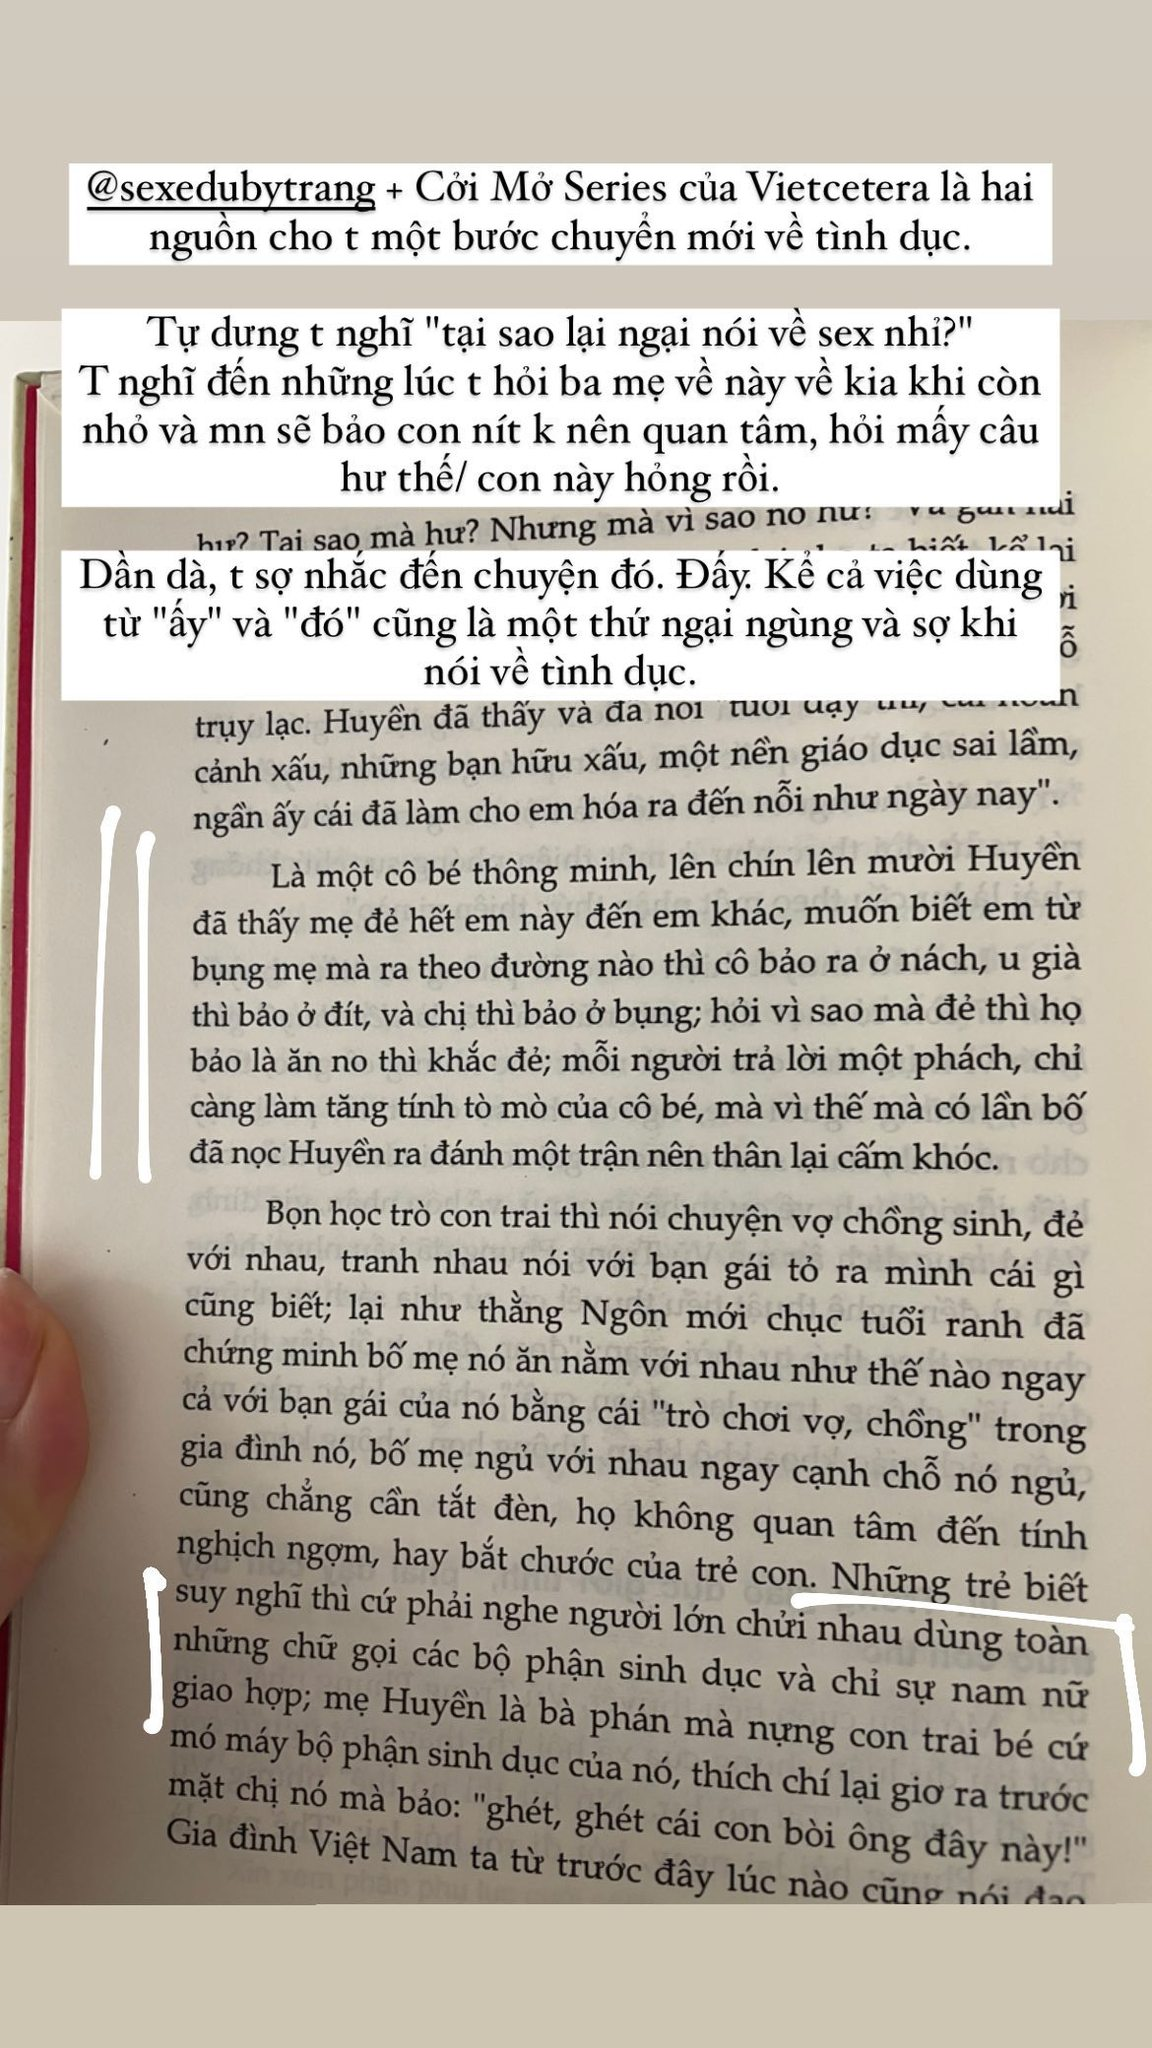 @sexedubytrang + Cởi Mở Series của Vietcetera là hai
nguồn cho t một bước chuyển mới về tình dục.
Tự dưng t nghĩ "tại sao lại ngại nói về sex nhỉ?"
T nghĩ đến những lúc t hỏi ba mẹ về này về kia khi còn
nhỏ và mn sẽ bảo con nít k nên quan tâm, hỏi mấy câu
hư thế/ con này hỏng rồi.
hư? Tại sao mà hư? Nhưng mà vì sao nó hư?
biết, kể lại
Dần dà, t sợ nhắc đến chuyện đó. Đấy. Kể cả việc dùng
từ "ấy" và "đó" cũng là một thứ ngại ngùng và sợ khi
nói về tình dục.
trụy lạc. Huyền đã thấy và đã nói "tuổi dậy thì, cái hoàn
cảnh xấu, những bạn hữu xấu, một nền giáo dục sai lầm,
ngần ấy cái đã làm cho em hóa ra đến nỗi như ngày nay".
Là một cô bé thông minh, lên chín lên mười Huyền
đã thấy mẹ đẻ hết em này đến em khác, muốn biết em từ
bụng mẹ mà ra theo đường nào thì cô bảo ra ở nách, u già
thì bảo ở đít, và chị thì bảo ở bụng; hỏi vì sao mà đẻ thì họ
bảo là ăn no thì khắc đẻ; mỗi người trả lời một phách, chỉ
càng làm tăng tính tò mò của cô bé, mà vì thế mà có lần bố
đã nọc Huyền ra đánh một trận nên thân lại cấm khóc.
Bọn học trò con trai thì nói chuyện vợ chồng sinh, đẻ
với nhau, tranh nhau nói với bạn gái tỏ ra mình cái gì
cũng biết; lại như thằng Ngôn mới chục tuổi ranh đã
chứng minh bố mẹ nó ăn nằm với nhau như thế nào ngay
cả với bạn gái của nó bằng cái "trò chơi vợ, chồng" trong
gia đình nó, bố mẹ ngủ với nhau ngay cạnh chỗ nó ngủ,
cũng chẳng cần tắt đèn, họ không quan tâm đến tính
nghịch ngợm, hay bắt chước của trẻ con. Những trẻ biết
suy nghĩ thì cứ phải nghe người lớn chửi nhau dùng toàn
những chữ gọi các bộ phận sinh dục và chỉ sự nam nữ
giao hợp; mẹ Huyền là bà phán mà nựng con trai bé cứ
mó máy bộ phận sinh dục của nó, thích chí lại giơ ra trước
mặt chị nó mà bảo: "ghét, ghét cái con bòi ông đây này!"
Gia đình Việt Nam ta từ trước đây lúc nào cũng nói đạo